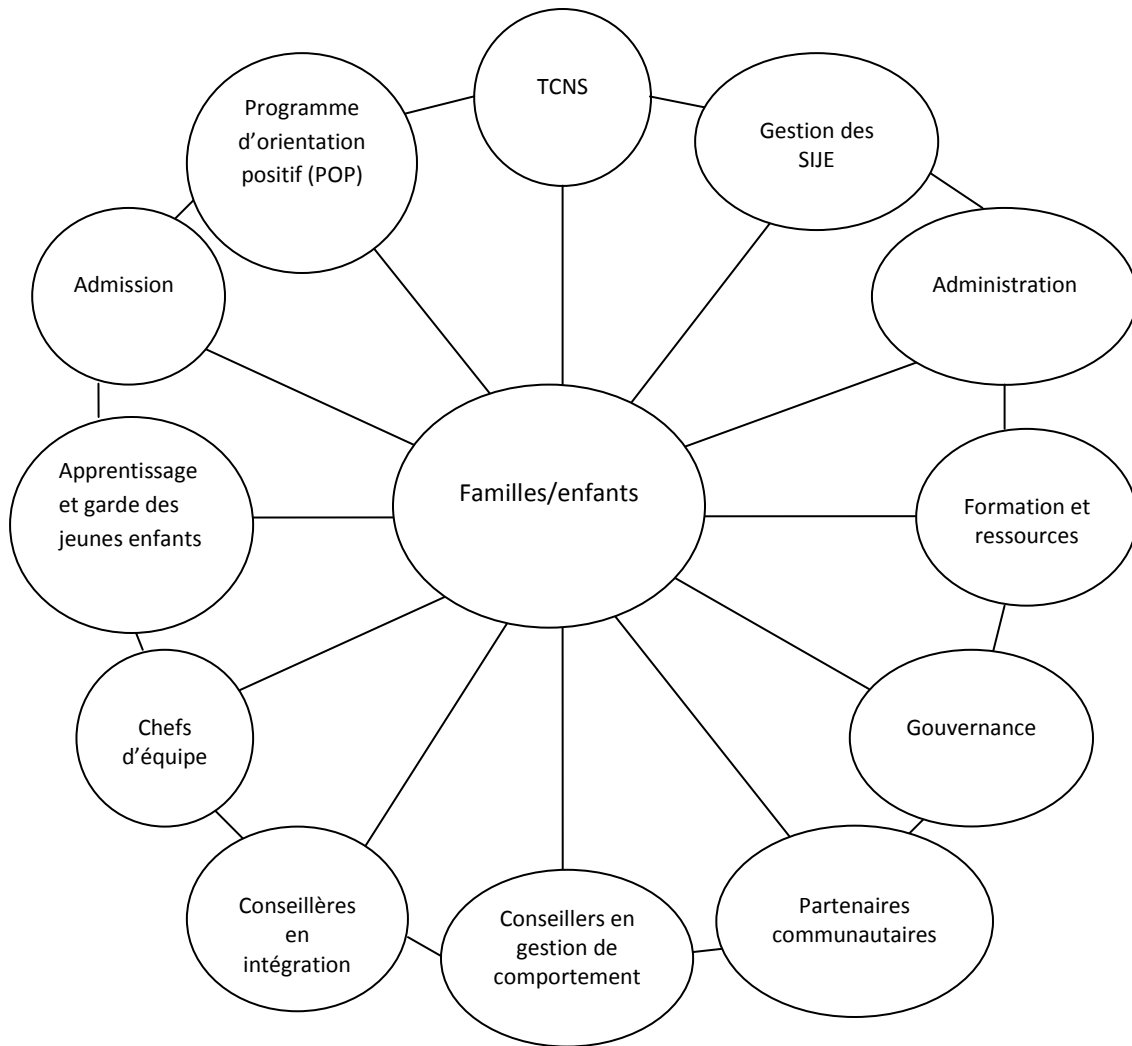 TCNS
Programme
d’orientation
positif (POP)
Gestion des
SIJE
Admission
Administration
Apprentissage
et garde des
jeunes enfants
Familles/enfants
Formation et
ressources
Chefs
d’équipe
Gouvernance
Conseillères
en
intégration
Conseillers en
gestion de
comportement
Partenaires
communautaires